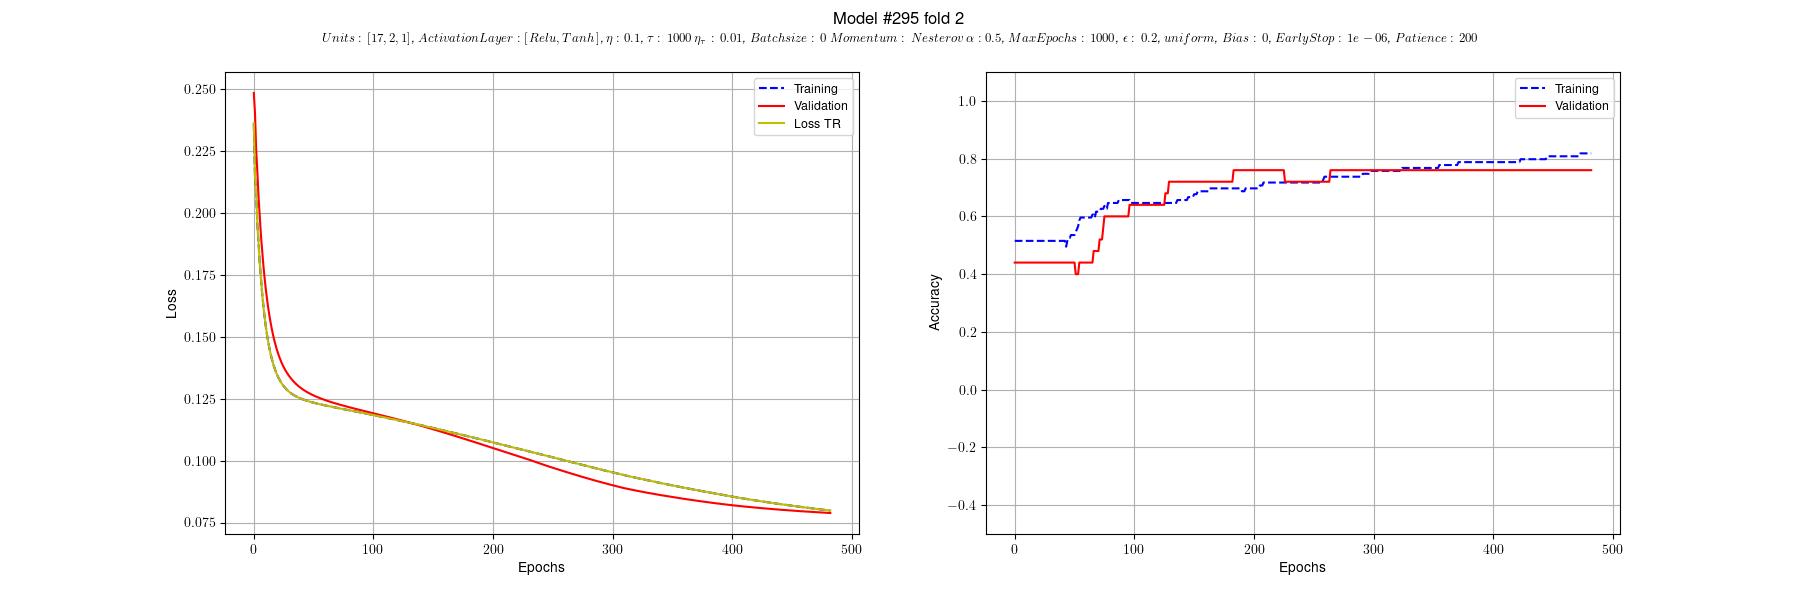 Model #295 fold 2
Units : [17, 2, 1], ActivationLayer : [Relu, Tanh], η : 0.1, τ : 1000 η_τ : 0.01, Batchsize : 0 Momentum : Nesterov α : 0.5, MaxEpochs : 1000, ϵ : 0.2, uniform, Bias : 0, EarlyStop : 1e − 06, Patience : 200
Loss
0.250
0.225
0.200
0.175
0.150
0.125
0.100
0.075
Training
Validation
Loss TR
0 100 200 300 400 500
Epochs
Accuracy
1.0
0.8
0.6
0.4
0.2
0.0
−0.2
−0.4
Training
Validation
0 100 200 300 400 500
Epochs